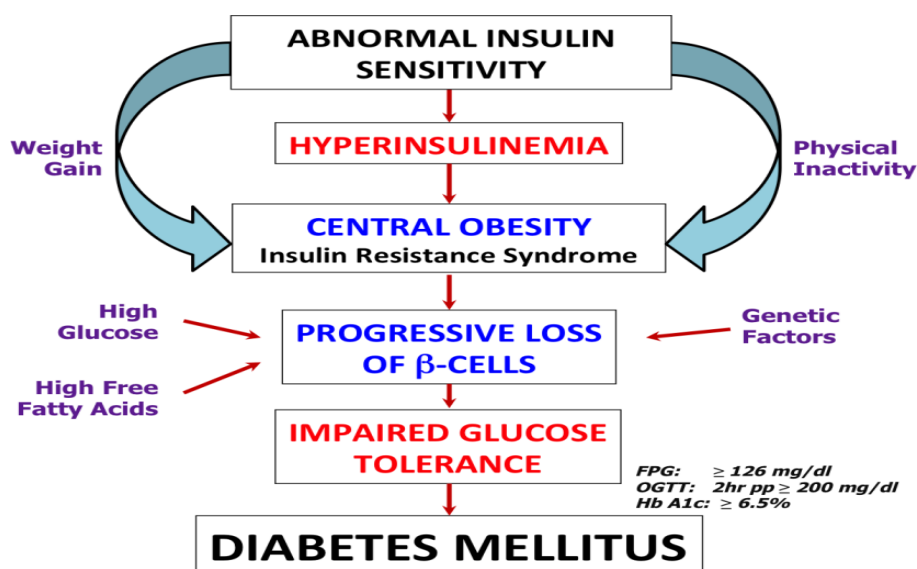 ABNORMAL INSULIN
SENSITIVITY
Weight
Gain
HYPERINSULINEMIA
Physical
Inactivity
CENTRAL OBESITY
Insulin Resistance Syndrome
High
Glucose
PROGRESSIVE LOSS
OF β-CELLS
Genetic
Factors
High Free
Fatty Acids
IMPAIRED GLUCOSE
TOLERANCE
FPG: ≥ 126 mg/dl
OGTT: 2hr pp ≥ 200 mg/dl
Hb A1c: ≥ 6.5%
DIABETES MELLITUS